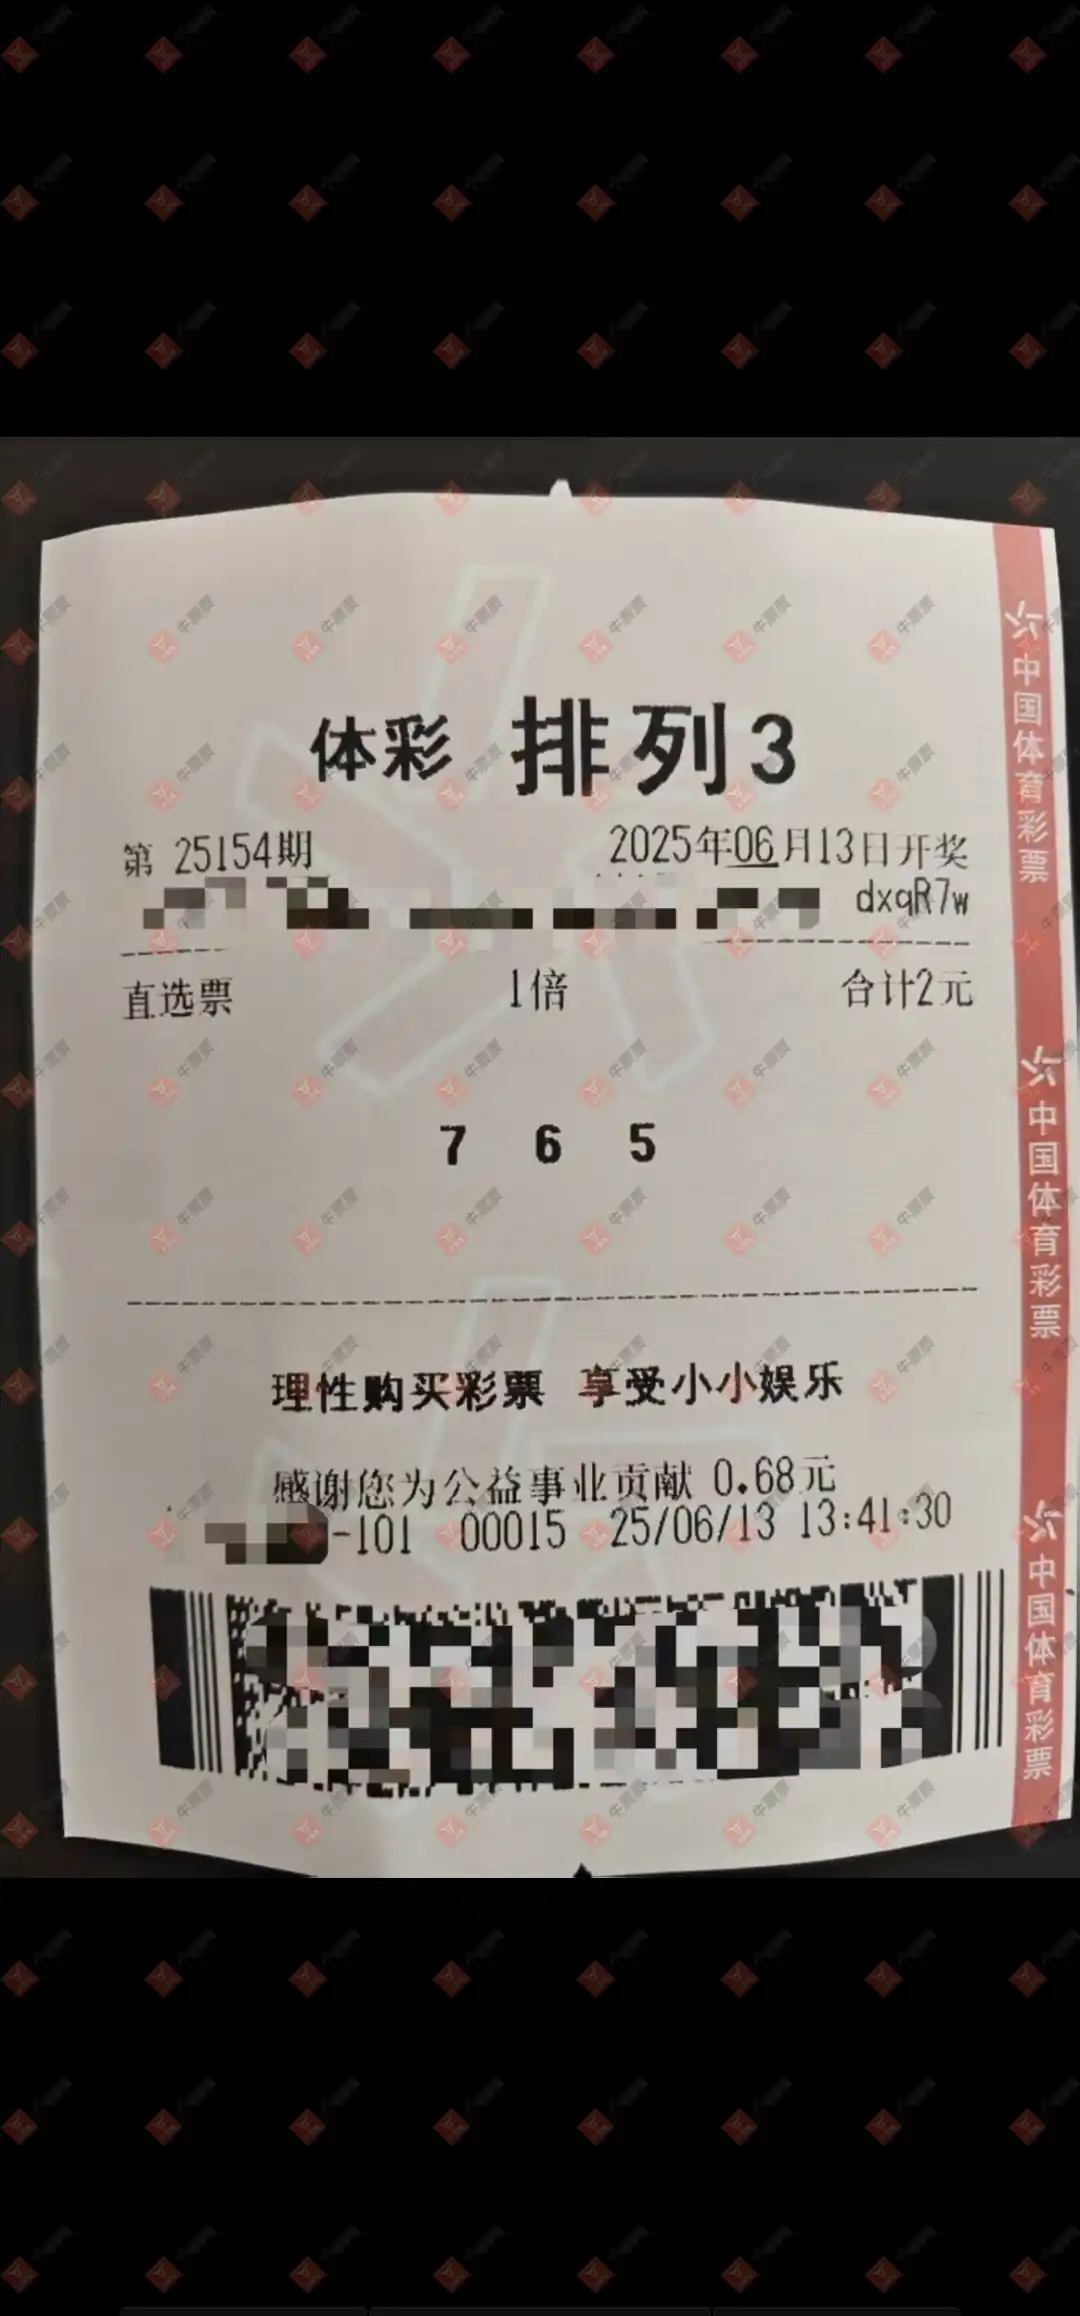 体彩 排列3
第 25154期 2025年06月13日开奖
dxqR7w
直选票 1倍 合计2元
7 6 5
理性购买彩票 享受小小娱乐
感谢您为公益事业贡献 0.68元
-101 00015 25/06/13 13:41:30
中国体育彩票
中国体育彩票
中国体育彩票
牛票票